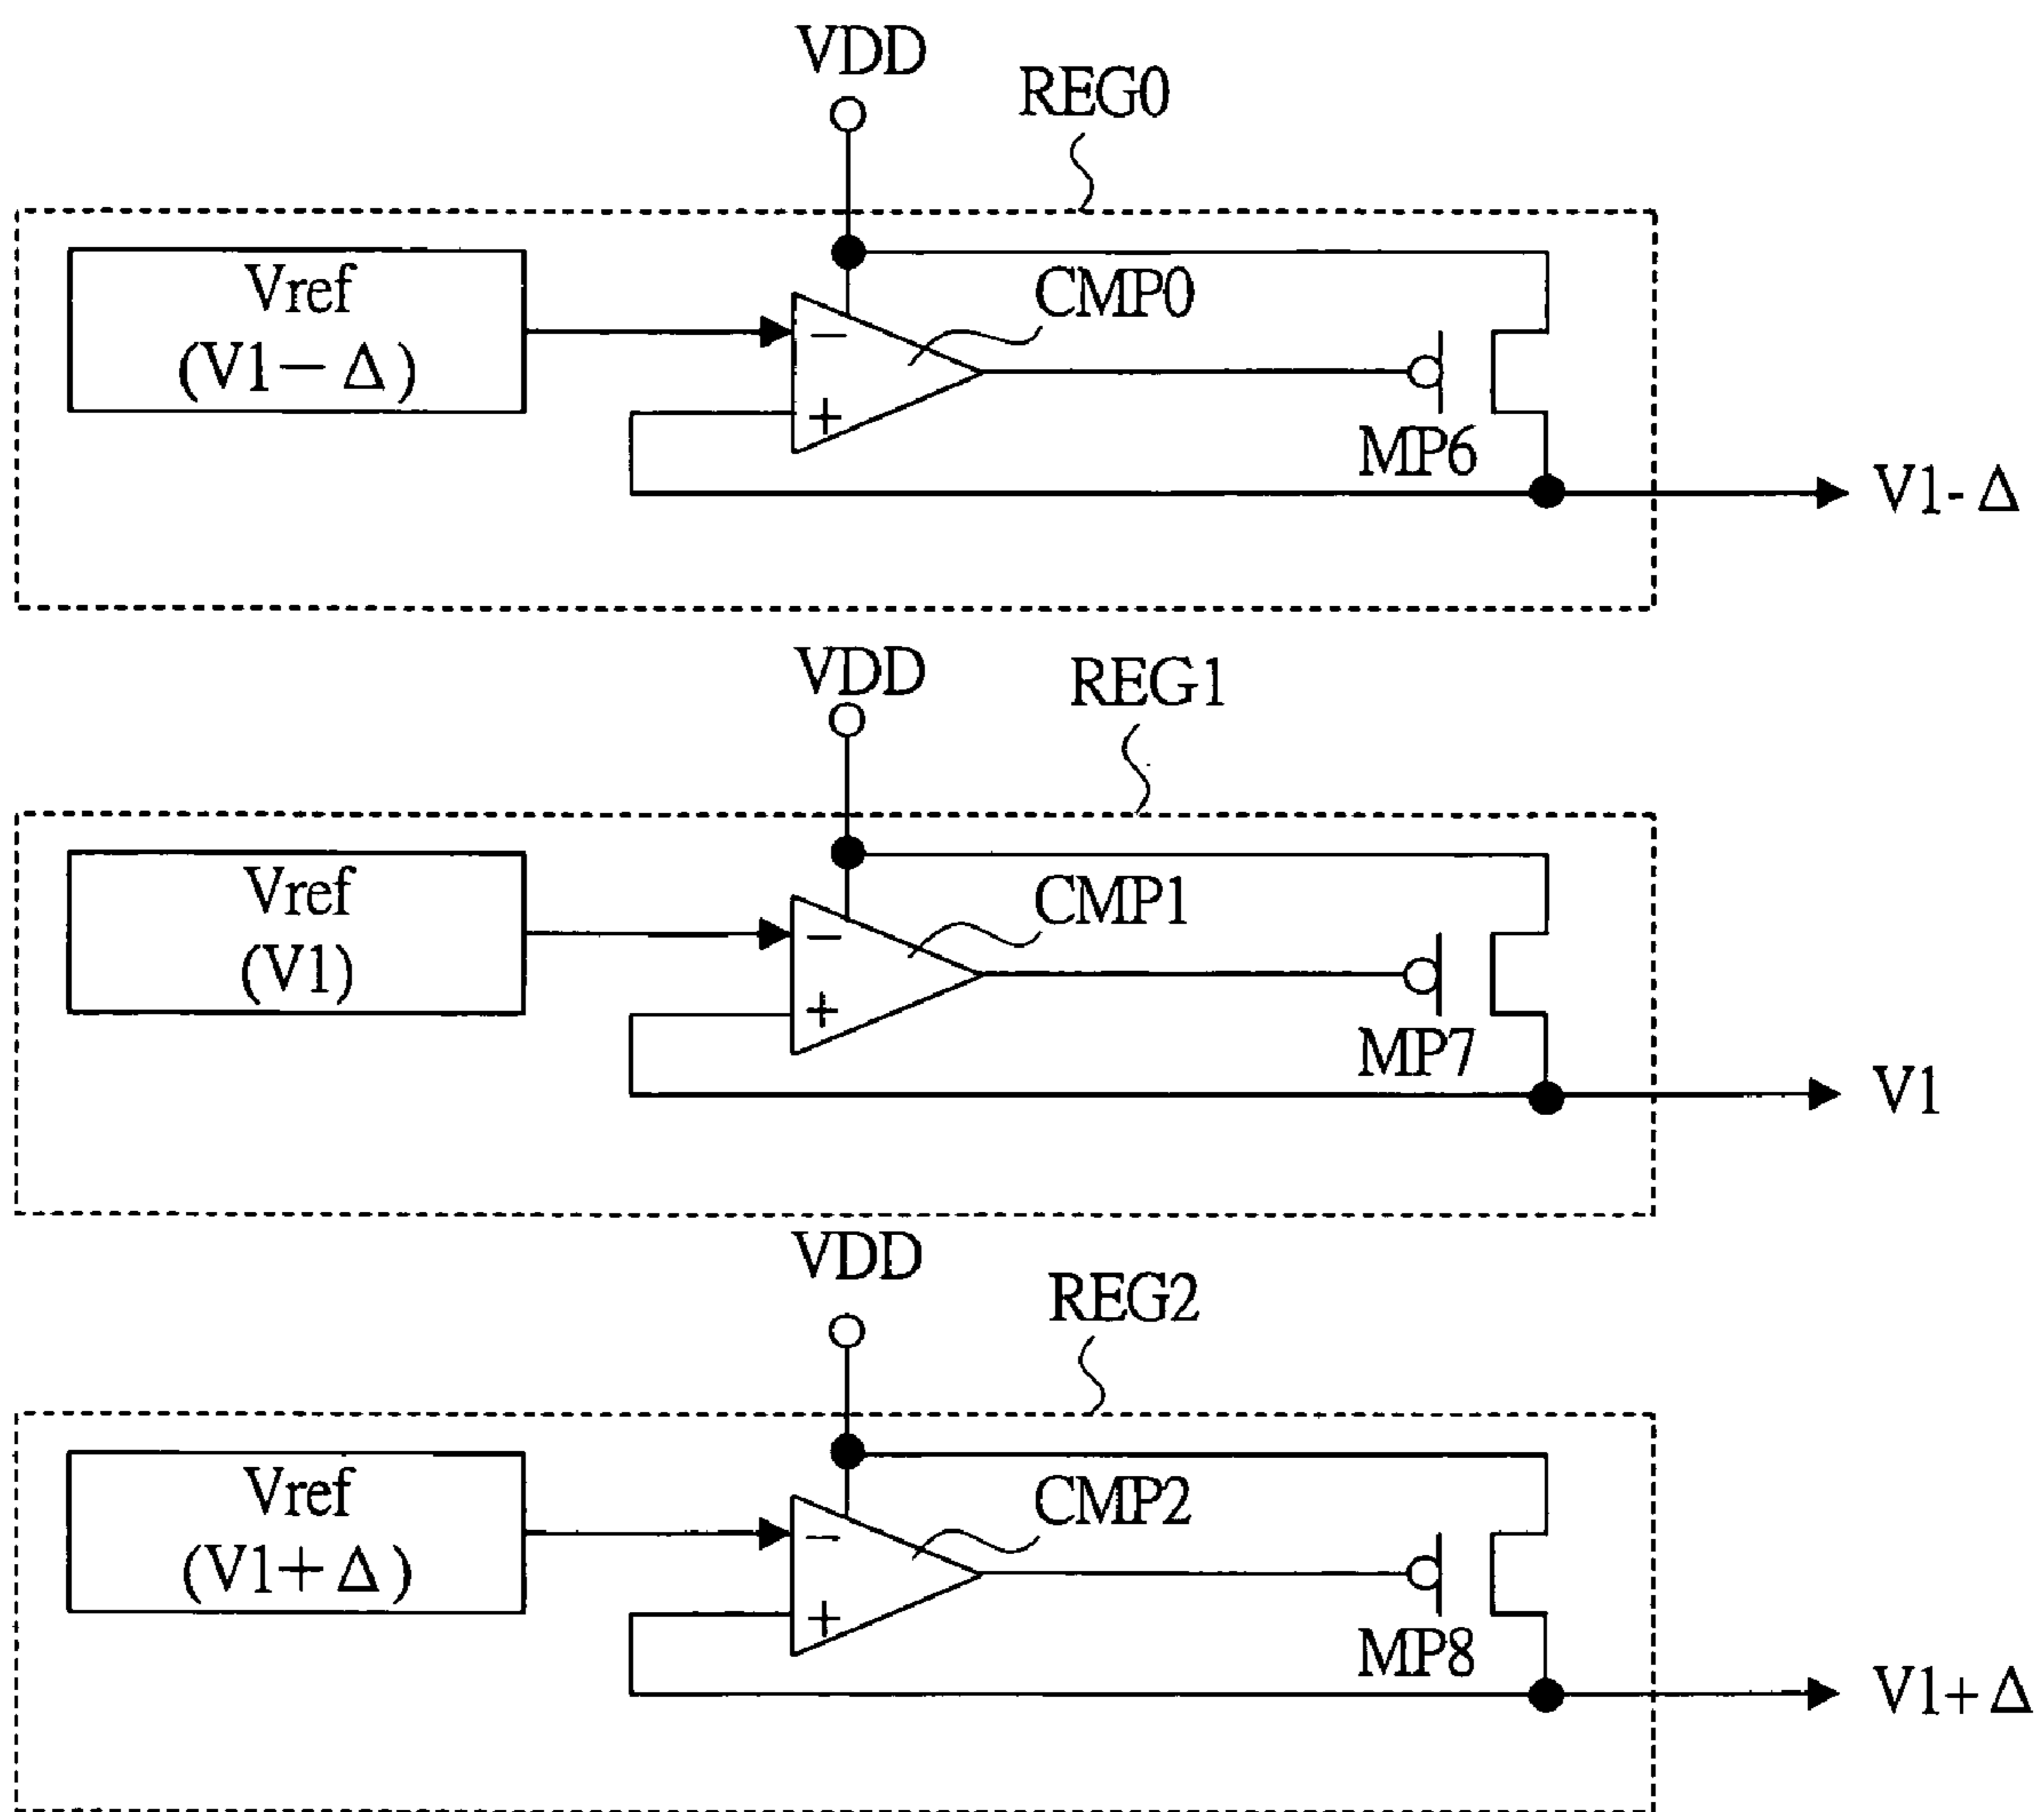 VDD
REG0
Vref
(V1－Δ)
－
CMP0
+
MP6
V1-Δ
VDD
REG1
Vref
(V1)
－
CMP1
+
MP7
V1
VDD
REG2
Vref
(V1+Δ)
－
CMP2
+
MP8
V1+Δ